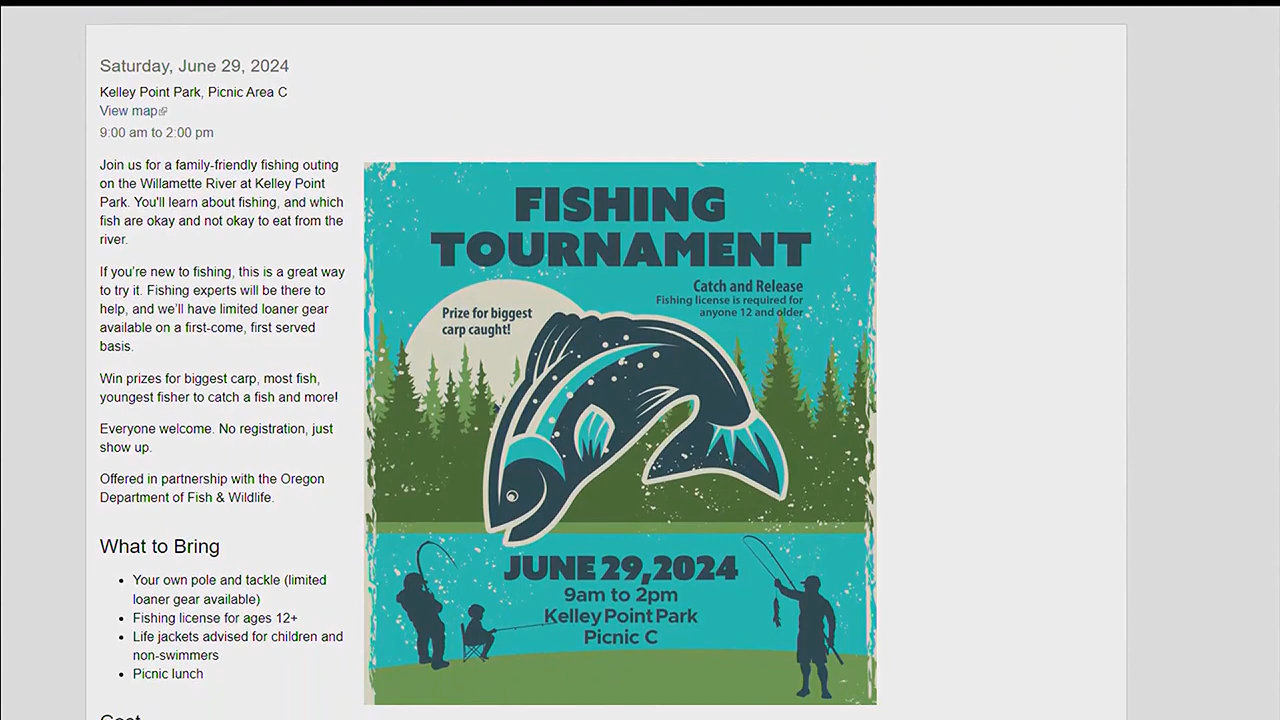 Saturday, June 29, 2024
Kelley Point Park, Picnic Area C
View map
9:00 am to 2:00 pm
Join us for a family-friendly fishing outing
on the Willamette River at Kelley Point
Park. You'll learn about fishing, and which
fish are okay and not okay to eat from the
river.
If you're new to fishing, this is a great way
to try it. Fishing experts will be there to
help, and we'll have limited loaner gear
available on a first-come, first served
basis.
Win prizes for biggest carp, most fish,
youngest fisher to catch a fish and more!
Everyone welcome. No registration, just
show up.
Offered in partnership with the Oregon
Department of Fish & Wildlife.
What to Bring
• Your own pole and tackle (limited
loaner gear available)
• Fishing license for ages 12+
• Life jackets advised for children and
non-swimmers
• Picnic lunch
FISHING
TOURNAMENT
Catch and Release
Fishing license is required for
anyone 12 and older
Prize for biggest
carp caught!
JUNE 29,2024
9am to 2pm
Kelley Point Park
Picnic C